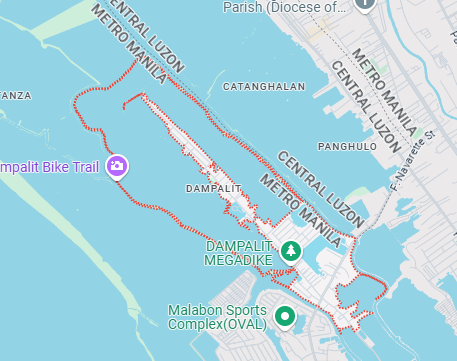 Parish (Diocese of...
CENTRAL LUZON
METRO MANILA
CATANGHALAN
METRO MANILA
CENTRAL LUZON
ANZA
PANGHULO
F. Navarette St
mpalit Bike Trail
CENTRAL LUZON
METRO MANILA
DAMPALIT
DAMPALIT
MEGADIKE
Malabon Sports
Complex(OVAL)